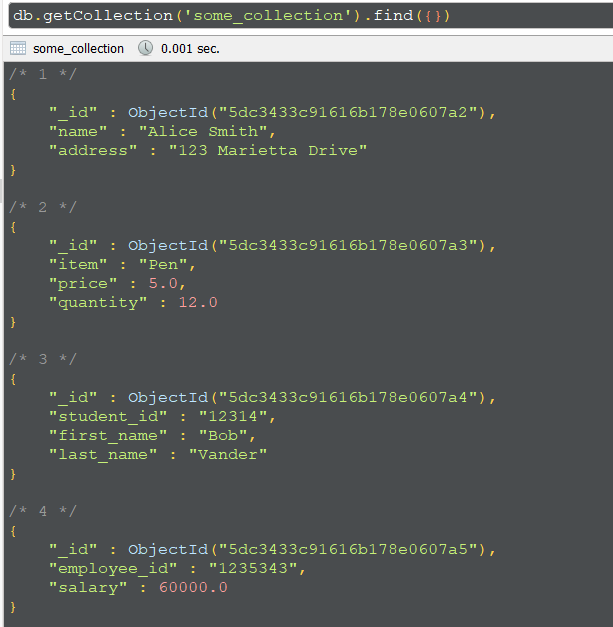 db.getCollection('some_collection').find({})
some_collection 0.001 sec.
/* 1 */
{
    "_id" : ObjectId("5dc3433c91616b178e0607a2"),
    "name" : "Alice Smith",
    "address" : "123 Marietta Drive"
}
/* 2 */
{
    "_id" : ObjectId("5dc3433c91616b178e0607a3"),
    "item" : "Pen",
    "price" : 5.0,
    "quantity" : 12.0
}
/* 3 */
{
    "_id" : ObjectId("5dc3433c91616b178e0607a4"),
    "student_id" : "12314",
    "first_name" : "Bob",
    "last_name" : "Vander"
}
/* 4 */
{
    "_id" : ObjectId("5dc3433c91616b178e0607a5"),
    "employee_id" : "1235343",
    "salary" : 60000.0
}